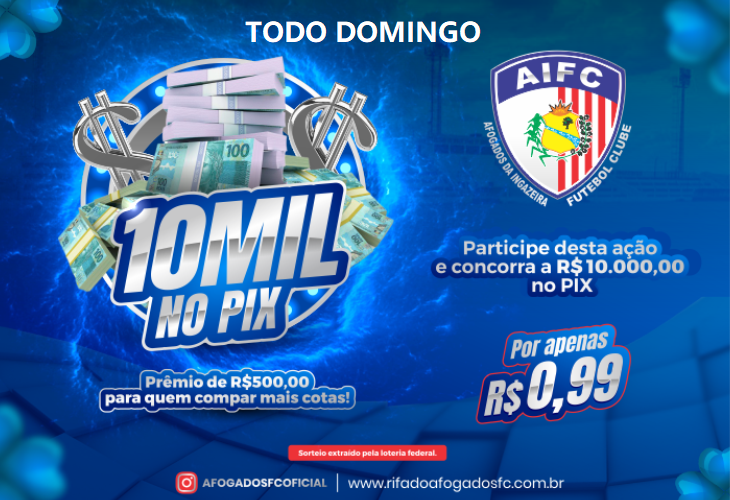 TODO DOMINGO
AIFC
AFOGADOS DA INGAZEIRA
FUTEBOL CLUBE
100
10MIL
NO PIX
Participe desta ação
e concorra a R$10.000,00
no PIX
Por apenas
R$0,99
Prêmio de R$500,00
para quem compar mais cotas!
Sorteio extraído pela loteria federal.
AFOGADOSFCOFICIAL | www.rifadoafogadosfc.com.br